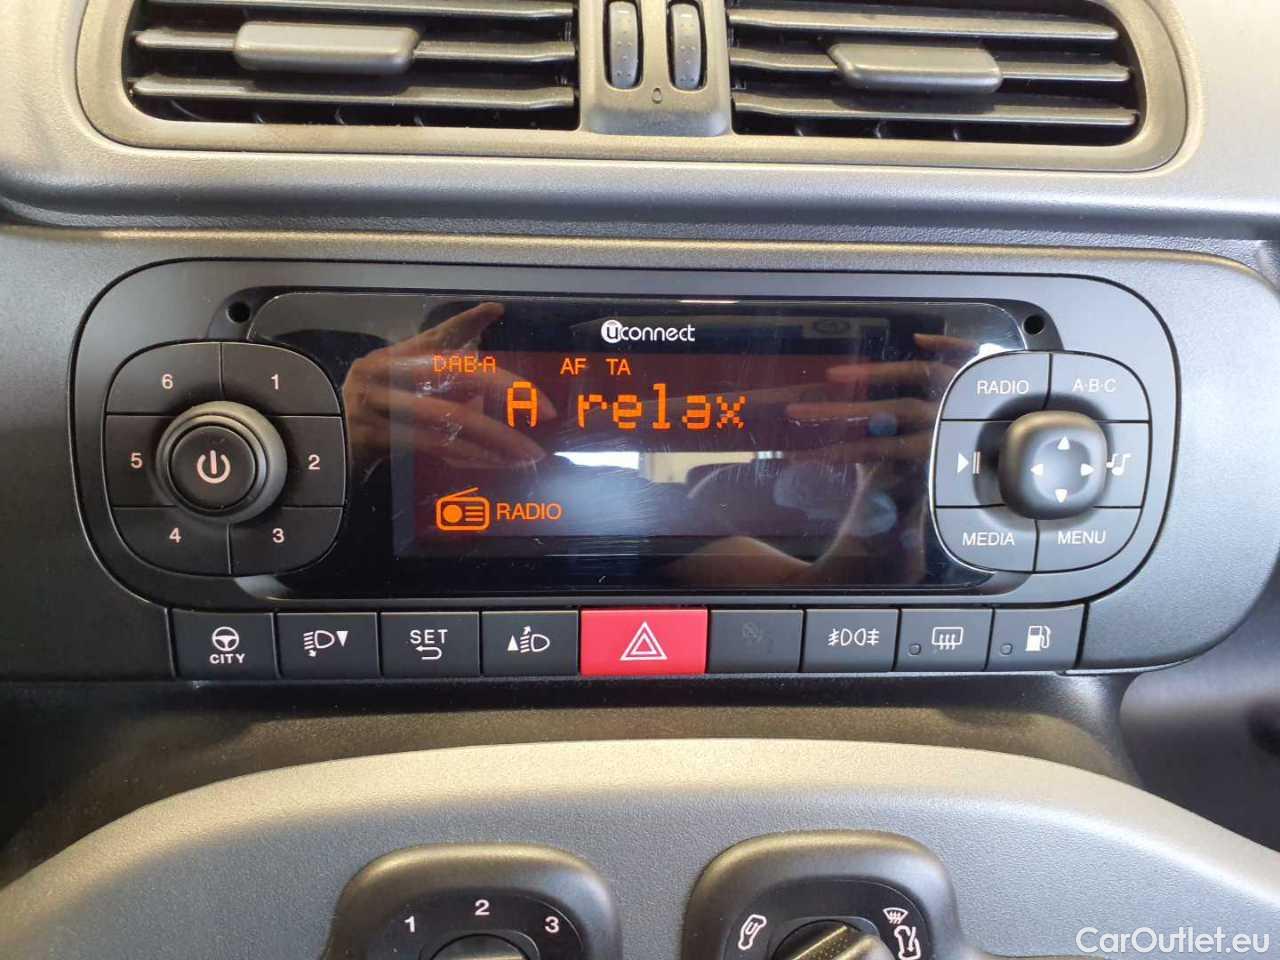 uconnect
DAB-A AF TA
A relax
RADIO
6 1
5 2
4 3
RADIO A·B·C
MEDIA MENU
CITY
SET
1 2 3
CarOutlet.eu